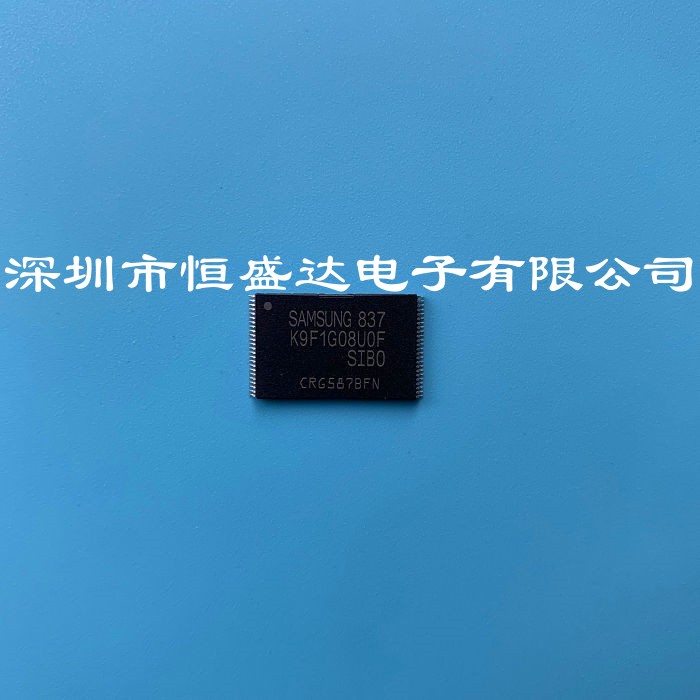 深圳市恒盛达电子有限公司
SAMSUNG 837
K9F1G08U0F
SIB0
CRG587BFN